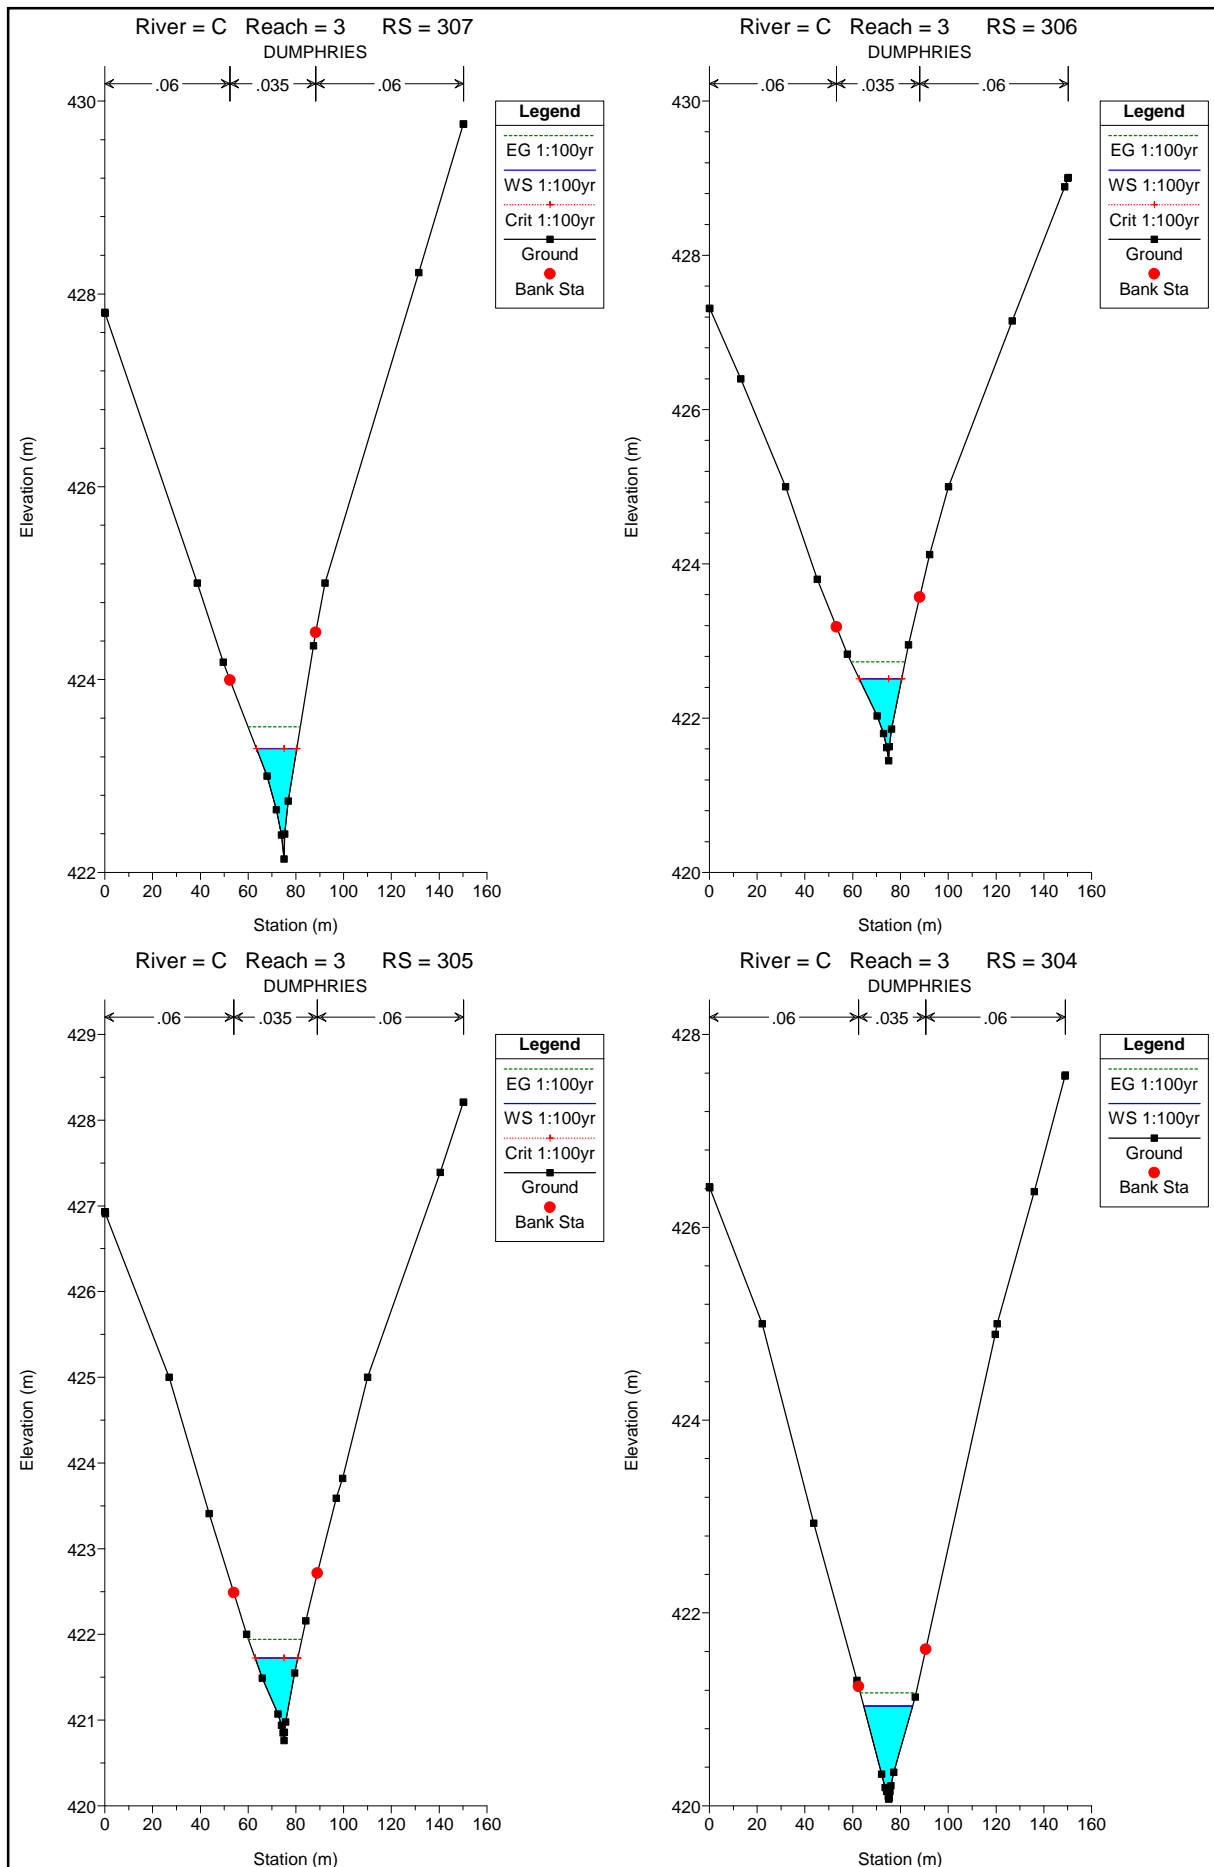 River = C   Reach = 3      RS = 307
DUMPHRIES
.06
.035
.06
430
428
426
424
422
Elevation (m)
0 20 40 60 80 100 120 140 160
Station (m)
Legend
EG 1:100yr
WS 1:100yr
Crit 1:100yr
Ground
Bank Sta
River = C   Reach = 3      RS = 306
DUMPHRIES
.06
.035
.06
430
428
426
424
422
420
Elevation (m)
0 20 40 60 80 100 120 140 160
Station (m)
Legend
EG 1:100yr
WS 1:100yr
Crit 1:100yr
Ground
Bank Sta
River = C   Reach = 3      RS = 305
DUMPHRIES
.06
.035
.06
429
428
427
426
425
424
423
422
421
420
Elevation (m)
0 20 40 60 80 100 120 140 160
Station (m)
Legend
EG 1:100yr
WS 1:100yr
Crit 1:100yr
Ground
Bank Sta
River = C   Reach = 3      RS = 304
DUMPHRIES
.06
.035
.06
428
426
424
422
420
Elevation (m)
0 20 40 60 80 100 120 140 160
Station (m)
Legend
EG 1:100yr
WS 1:100yr
Ground
Bank Sta